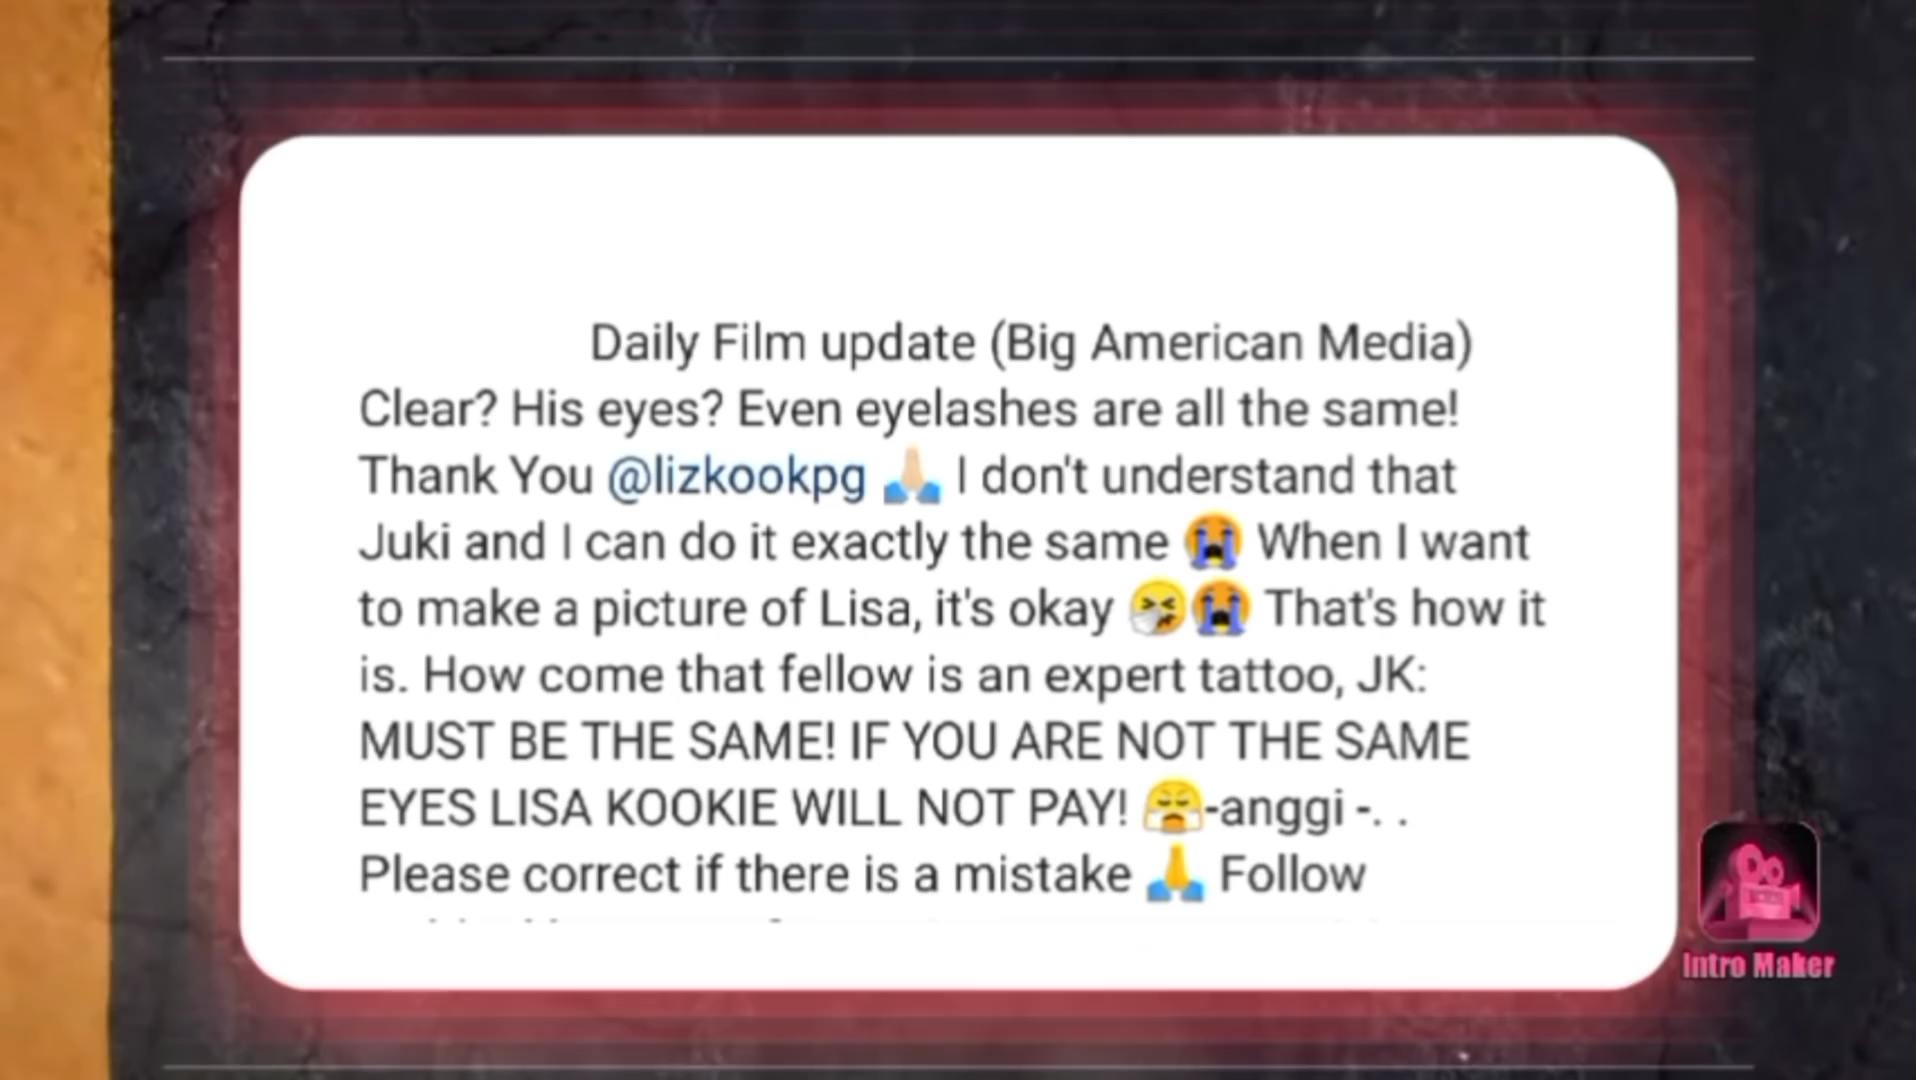 Daily Film update (Big American Media)
Clear? His eyes? Even eyelashes are all the same!
Thank You @lizkookpg 🙏🏻 I don't understand that
Juki and I can do it exactly the same 😭 When I want
to make a picture of Lisa, it's okay 🤧😭 That's how it
is. How come that fellow is an expert tattoo, JK:
MUST BE THE SAME! IF YOU ARE NOT THE SAME
EYES LISA KOOKIE WILL NOT PAY! 😤-anggi -. .
Please correct if there is a mistake 🙏 Follow
Intro Maker